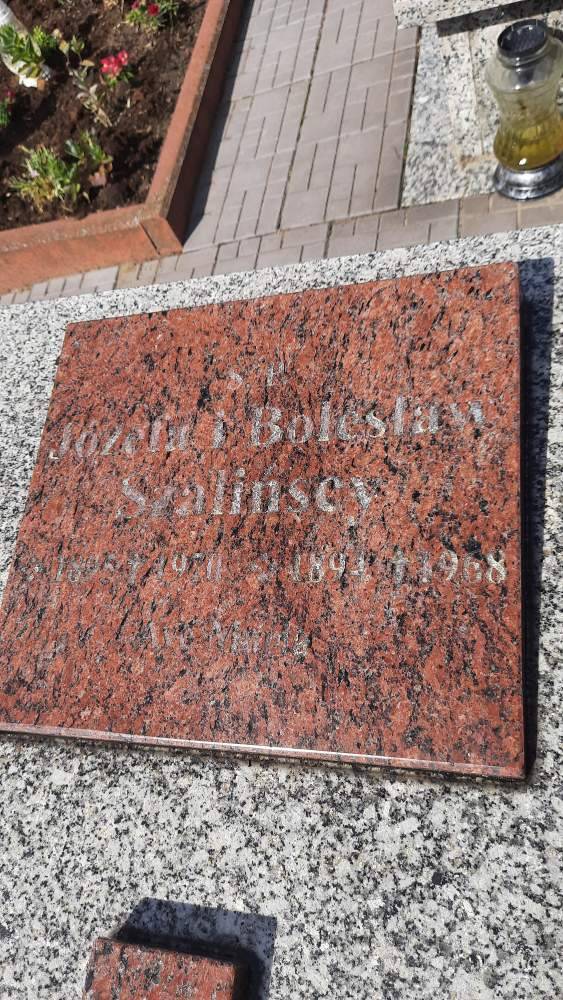 Ś. P.
Józefa i Bolesław
Szalińscy
* 1895 † 1970 * 1894 † 1968
Ave Maria